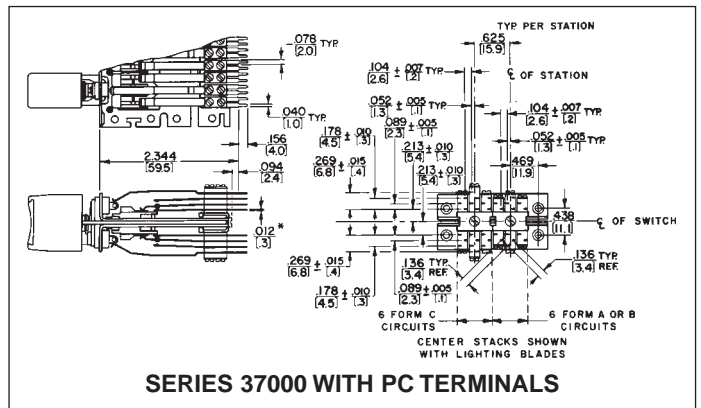 .078 TYP.
[2.0]
.040 TYP.
[1.0]
.156
[4.0]
2.344
[59.5]
.094
[2.4]
.012 *
[.3]
TYP. PER STATION
.625
[15.9]
.104 ± .007 TYP.
[2.6] [.2]
℄ OF STATION
.052 ± .005 TYP.
[1.3] [.1]
.089 ± .005
[2.3] [.1]
.104 ± .007
[2.6] [.2]
TYP.
.178 ± .010
[4.5] [.3]
.213 ± .010
[5.4] [.3]
.052 ± .005
[1.3] [.1]
TYP.
.269 ± .015
[6.8] [.4]
.213 ± .010
[5.4] [.3]
.469
[11.9]
.438
[11.1]
℄ OF SWITCH
.269 ± .015
[6.8] [.4]
.136 TYP.
[3.4] REF.
.136 TYP.
[3.4] REF.
.178 ± .010
[4.5] [.3]
.089 ± .005
[2.3] [.1]
6 FORM C
CIRCUITS
6 FORM A OR B
CIRCUITS
CENTER STACKS SHOWN
WITH LIGHTING BLADES
SERIES 37000 WITH PC TERMINALS